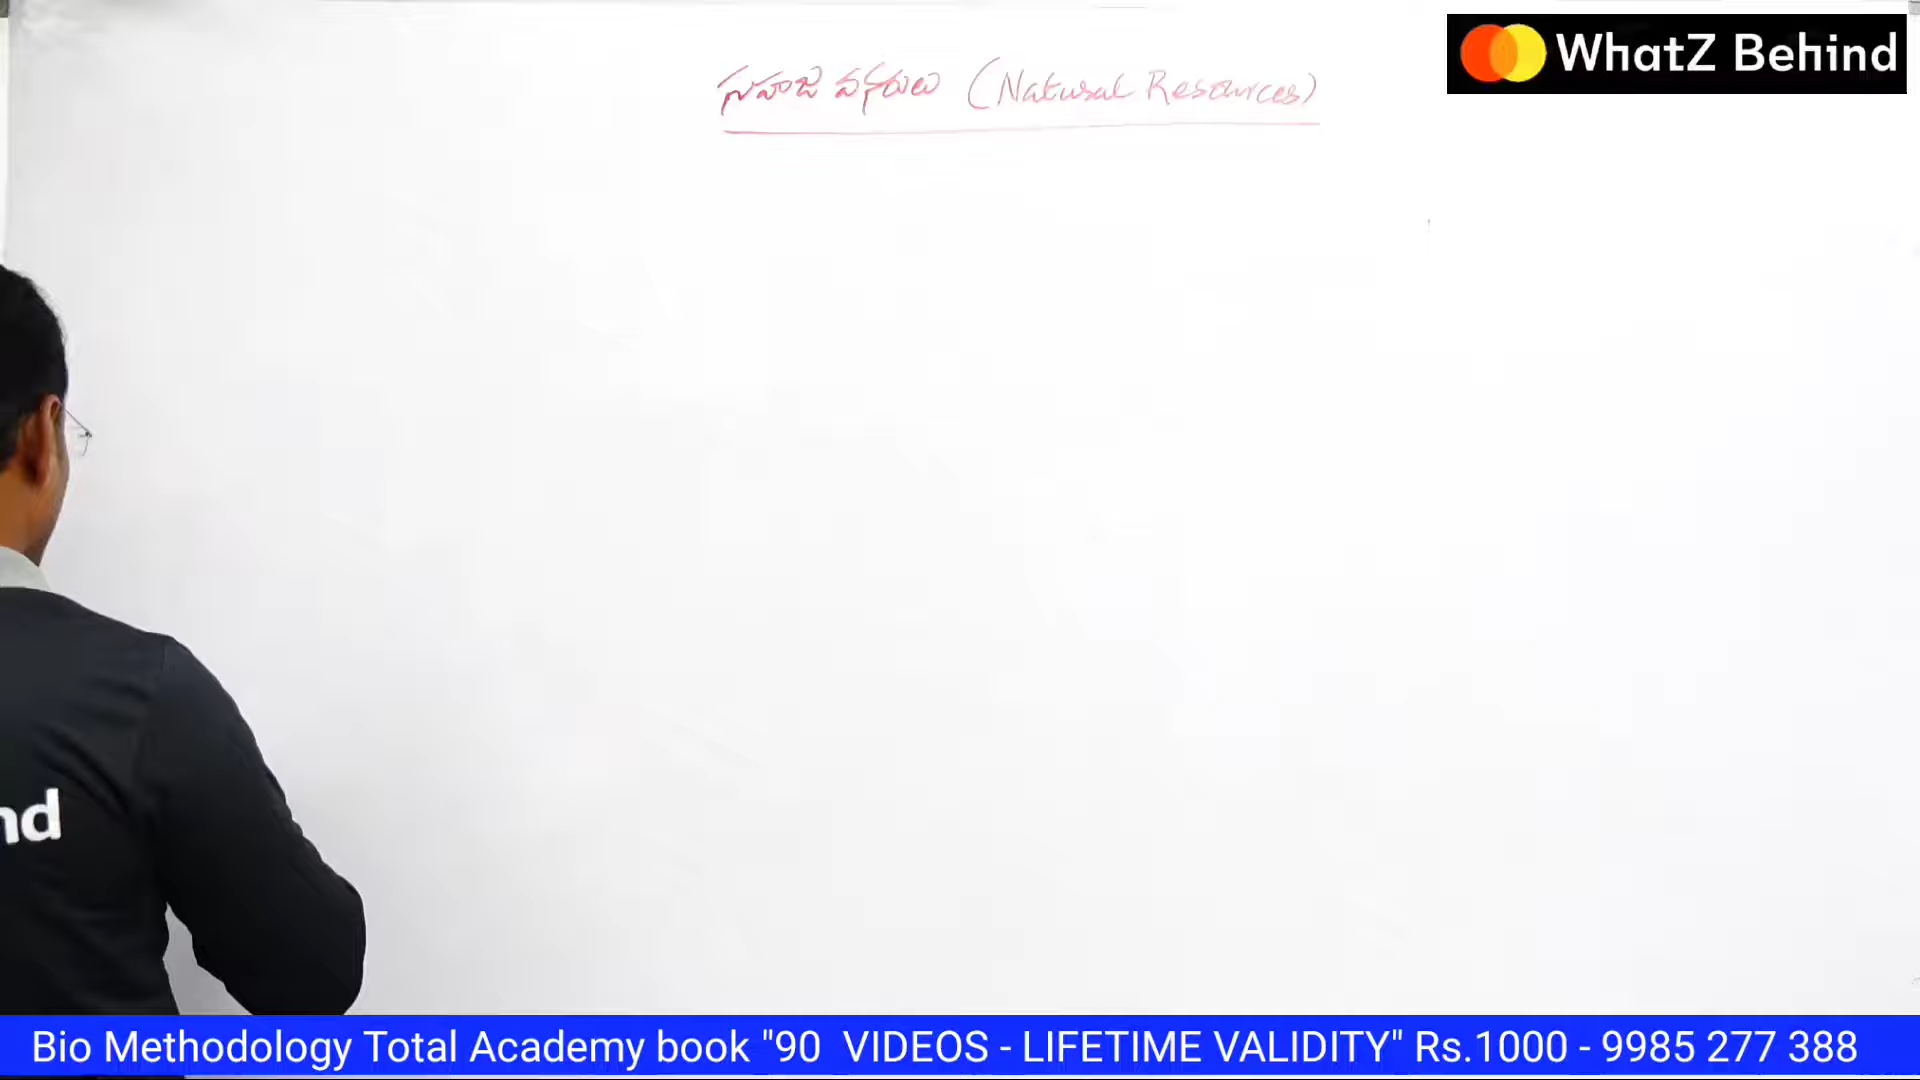 సహజ వనరులు (Natural Resources)
WhatZ Behind
nd
Bio Methodology Total Academy book "90 VIDEOS - LIFETIME VALIDITY" Rs.1000 - 9985 277 388